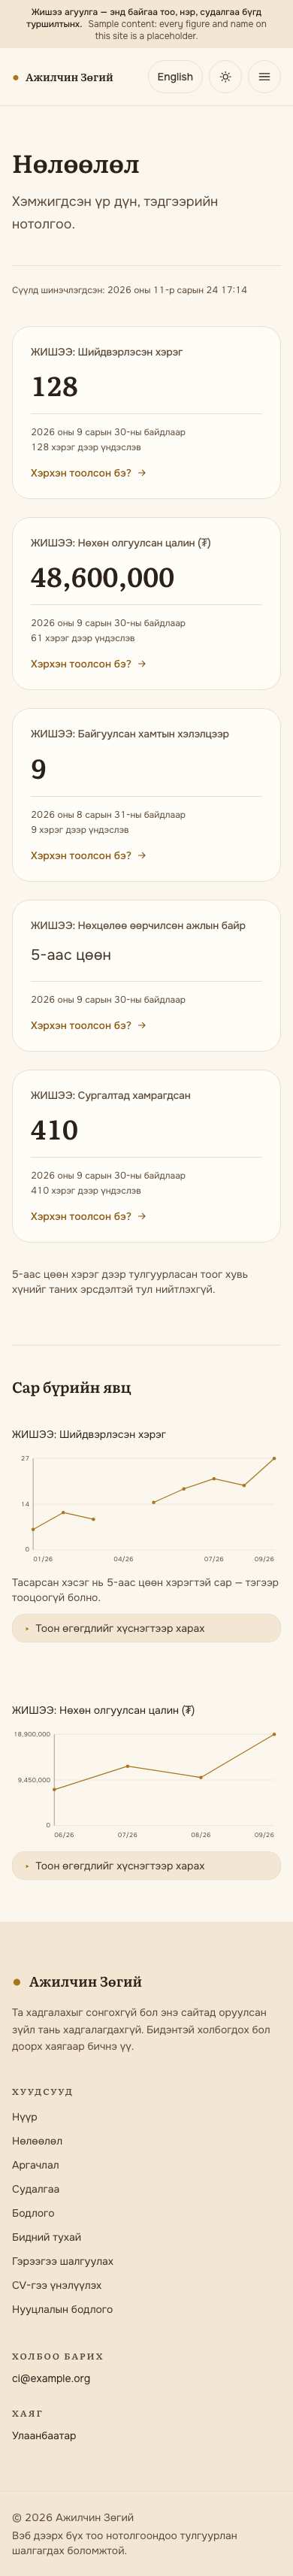 Жишээ агуулга — энд байгаа тоо, нэр, судалгаа бүгд
туршилтынх. Sample content: every figure and name on
this site is a placeholder.
Ажилчин Зөгий
English
Нөлөөлөл
Хэмжигдсэн үр дүн, тэдгээрийн
нотолгоо.
Сүүлд шинэчлэгдсэн: 2026 оны 11-р сарын 24 17:14
ЖИШЭЭ: Шийдвэрлэсэн хэрэг
128
2026 оны 9 сарын 30-ны байдлаар
128 хэрэг дээр үндэслэв
Хэрхэн тоолсон бэ? →
ЖИШЭЭ: Нөхөн олгуулсан цалин (₮)
48,600,000
2026 оны 9 сарын 30-ны байдлаар
61 хэрэг дээр үндэслэв
Хэрхэн тоолсон бэ? →
ЖИШЭЭ: Байгуулсан хамтын хэлэлцээр
9
2026 оны 8 сарын 31-ны байдлаар
9 хэрэг дээр үндэслэв
Хэрхэн тоолсон бэ? →
ЖИШЭЭ: Нөхцөлөө өөрчилсөн ажлын байр
5-аас цөөн
2026 оны 9 сарын 30-ны байдлаар
Хэрхэн тоолсон бэ? →
ЖИШЭЭ: Сургалтад хамрагдсан
410
2026 оны 9 сарын 30-ны байдлаар
410 хэрэг дээр үндэслэв
Хэрхэн тоолсон бэ? →
5-аас цөөн хэрэг дээр тулгуурласан тоог хувь
хүнийг таних эрсдэлтэй тул нийтлэхгүй.
Сар бүрийн явц
ЖИШЭЭ: Шийдвэрлэсэн хэрэг
27
14
0
01/26 04/26 07/26 09/26
Тасарсан хэсэг нь 5-аас цөөн хэрэгтэй сар — тэгээр
тооцоогүй болно.
Тоон өгөгдлийг хүснэгтээр харах
ЖИШЭЭ: Нөхөн олгуулсан цалин (₮)
18,900,000
9,450,000
0
06/26 07/26 08/26 09/26
Тоон өгөгдлийг хүснэгтээр харах
Ажилчин Зөгий
Та хадгалахыг сонгохгүй бол энэ сайтад оруулсан
зүйл тань хадгалагдахгүй. Бидэнтэй холбогдох бол
доорх хаягаар бичнэ үү.
ХУУДСУУД
Нүүр
Нөлөөлөл
Аргачлал
Судалгаа
Бодлого
Бидний тухай
Гэрээгээ шалгуулах
CV-гээ үнэлүүлэх
Нууцлалын бодлого
ХОЛБОО БАРИХ
ci@example.org
ХАЯГ
Улаанбаатар
© 2026 Ажилчин Зөгий
Вэб дээрх бүх тоо нотолгоондоо тулгуурлан
шалгагдах боломжтой.